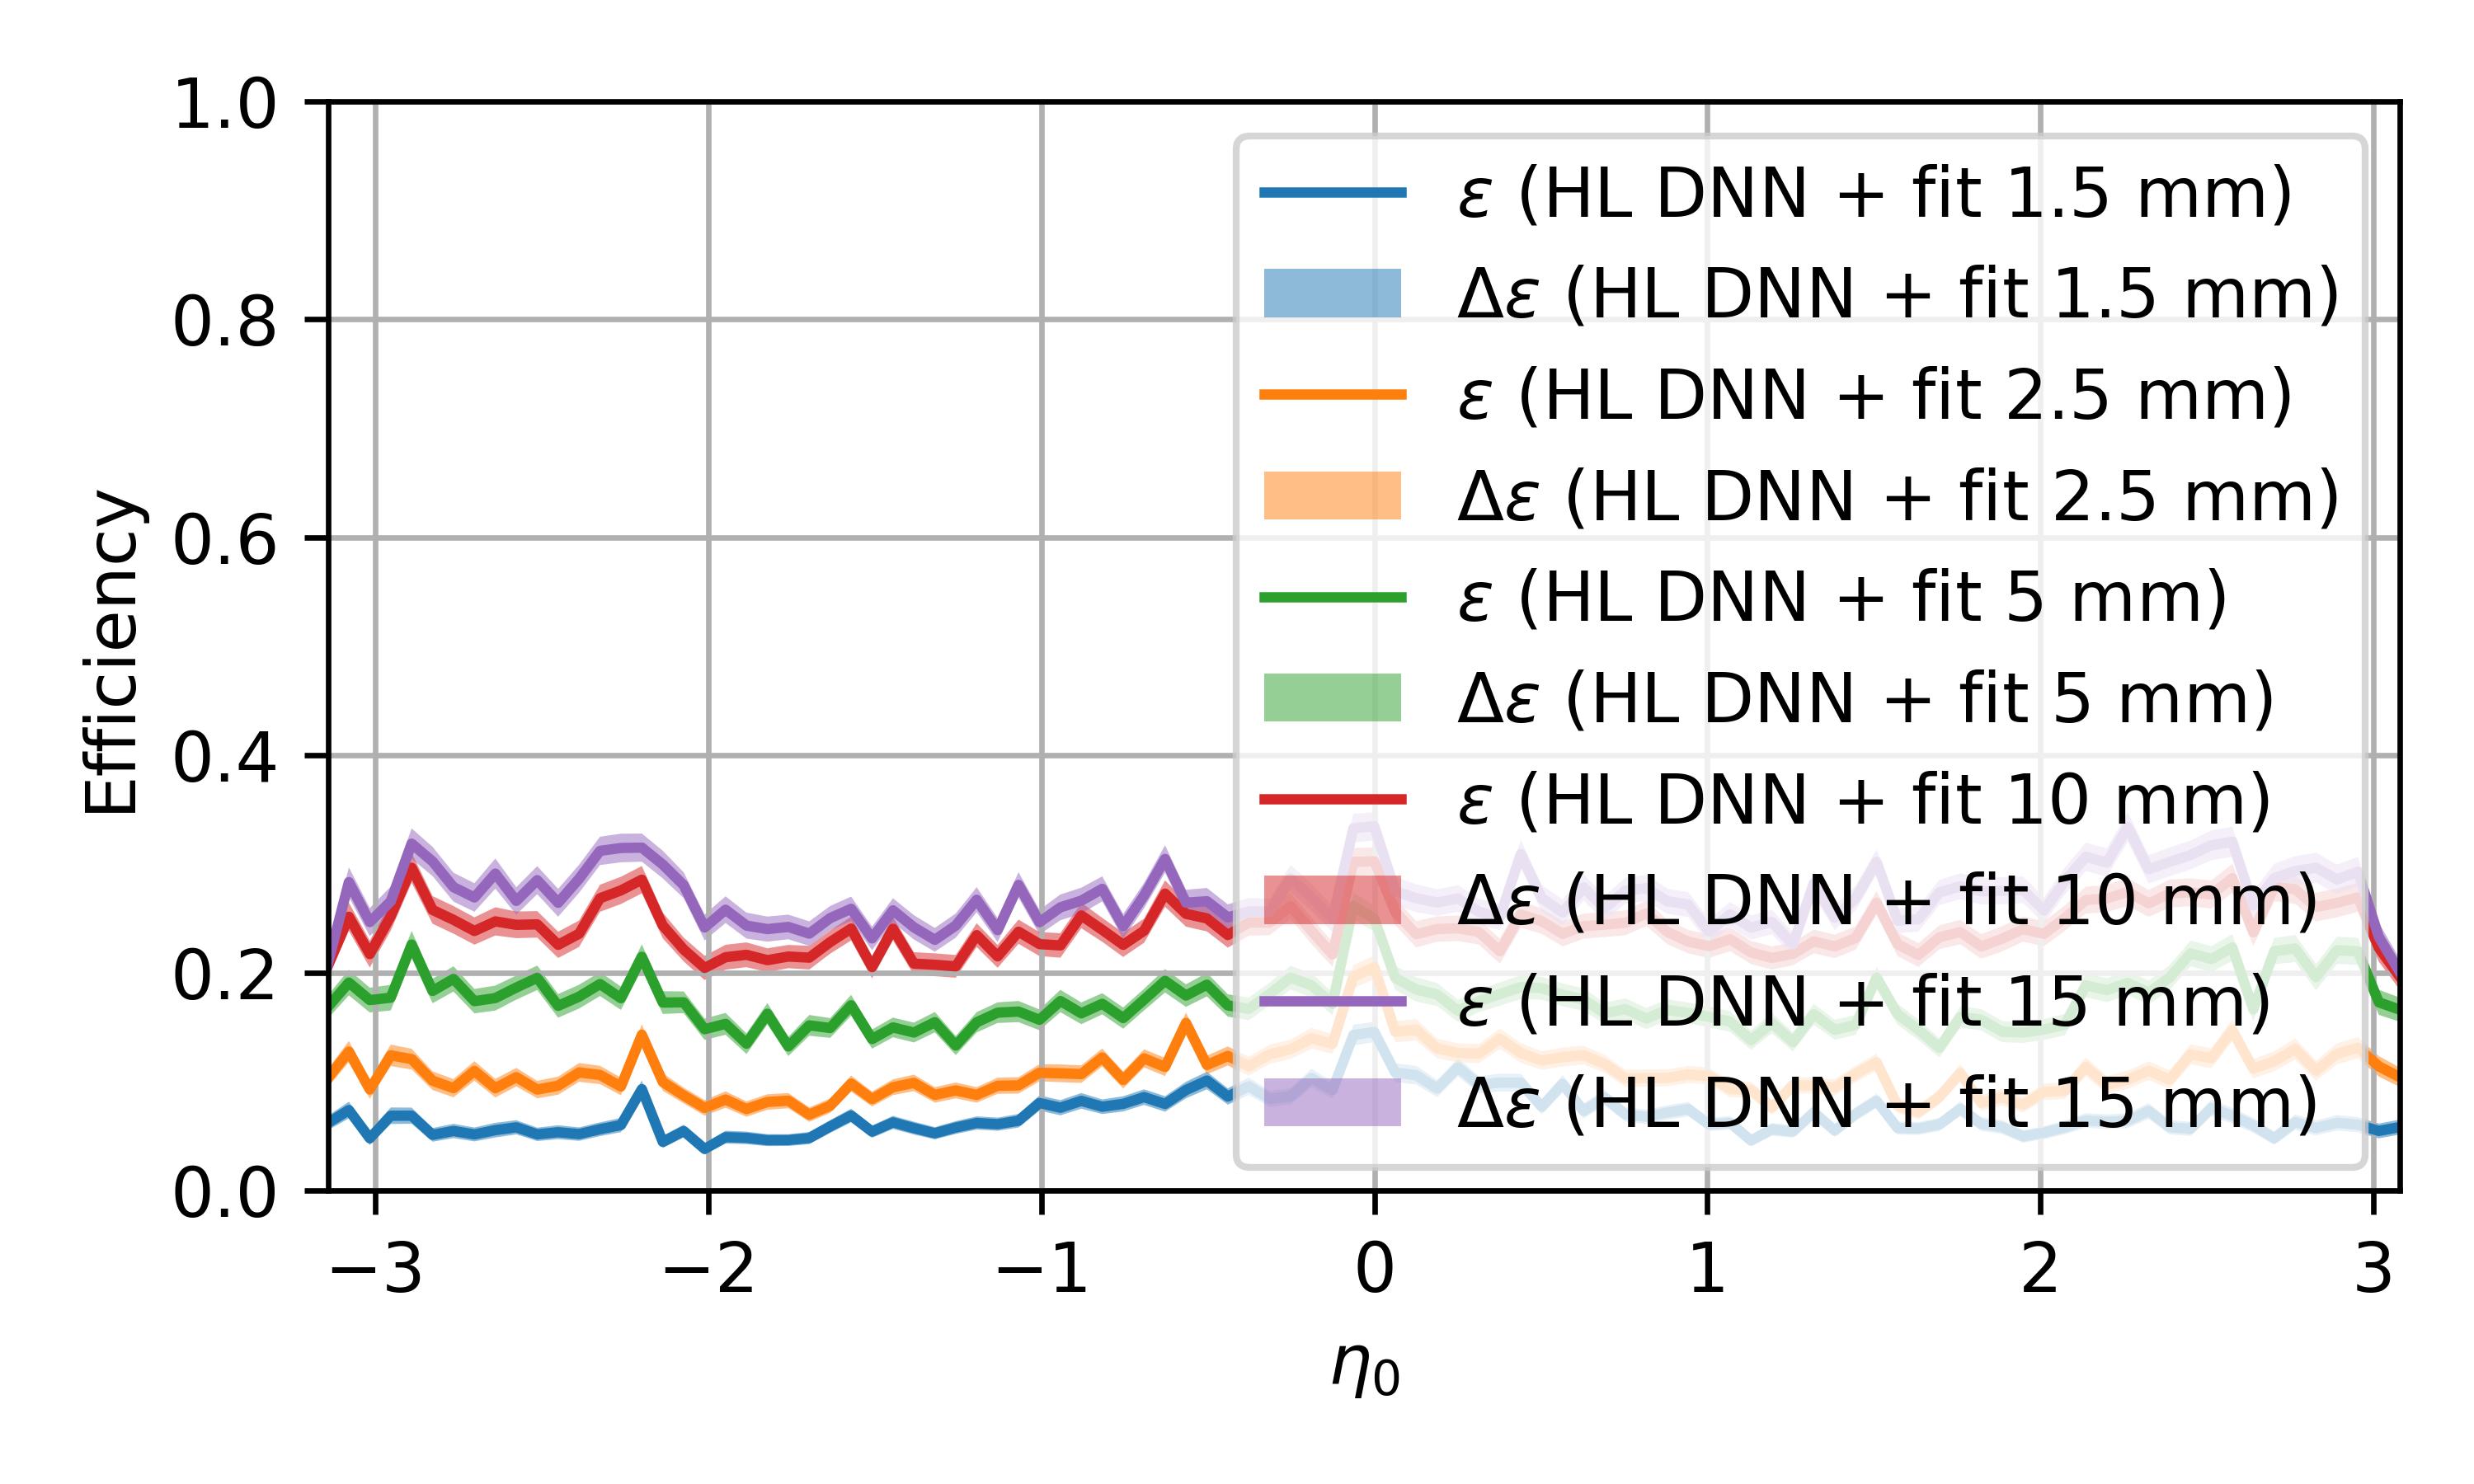 1.0
0.8
0.6
0.4
0.2
0.0
Efficiency
ε (HL DNN + fit 1.5 mm)
Δε (HL DNN + fit 1.5 mm)
ε (HL DNN + fit 2.5 mm)
Δε (HL DNN + fit 2.5 mm)
ε (HL DNN + fit 5 mm)
Δε (HL DNN + fit 5 mm)
ε (HL DNN + fit 10 mm)
Δε (HL DNN + fit 10 mm)
ε (HL DNN + fit 15 mm)
Δε (HL DNN + fit 15 mm)
−3 −2 −1 0 1 2 3
η₀